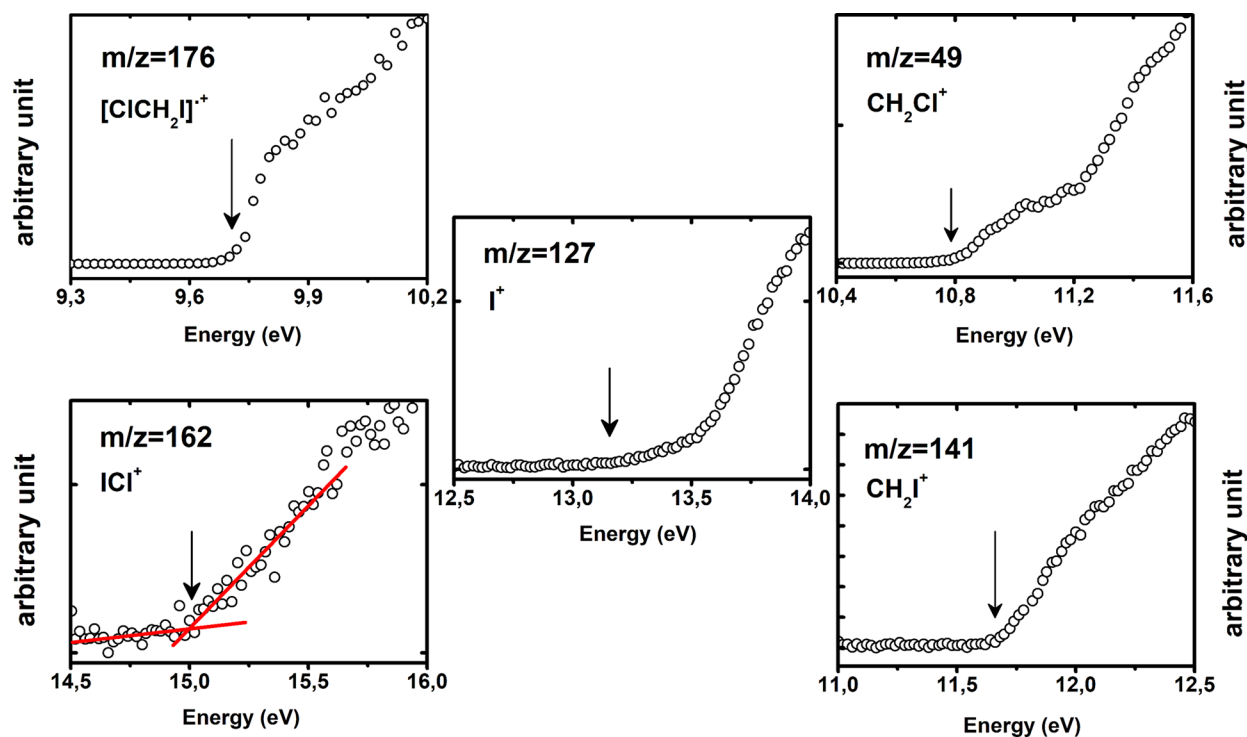 m/z=176
[ClCH2I]·+
arbitrary unit
9,3 9,6 9,9 10,2
Energy (eV)
m/z=49
CH2Cl+
arbitrary unit
10,4 10,8 11,2 11,6
Energy (eV)
m/z=127
I+
12,5 13,0 13,5 14,0
Energy (eV)
m/z=162
ICl+
arbitrary unit
14,5 15,0 15,5 16,0
Energy (eV)
m/z=141
CH2I+
arbitrary unit
11,0 11,5 12,0 12,5
Energy (eV)